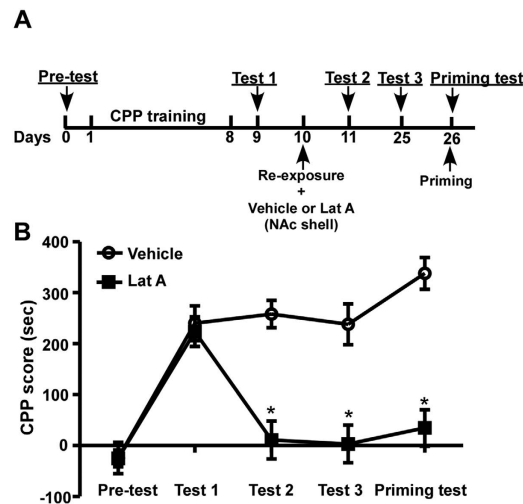 A
Pre-test
Test 1
Test 2
Test 3
Priming test
CPP training
Days 0 1 8 9 10 11 25 26
Re-exposure
+
Vehicle or Lat A
(NAc shell)
Priming
B
Vehicle
Lat A
CPP score (sec)
400
300
200
100
0
-100
*
*
*
Pre-test Test 1 Test 2 Test 3 Priming test